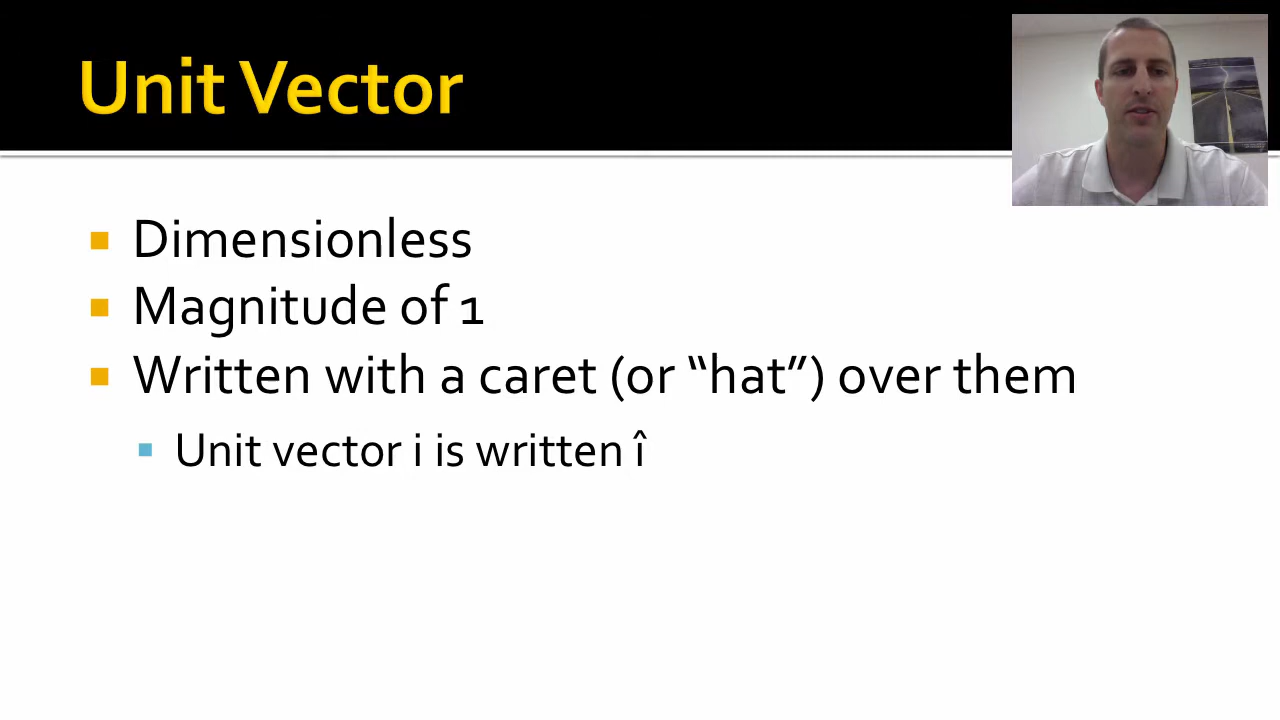 Unit Vector
Dimensionless
Magnitude of 1
Written with a caret (or “hat”) over them
Unit vector i is written î